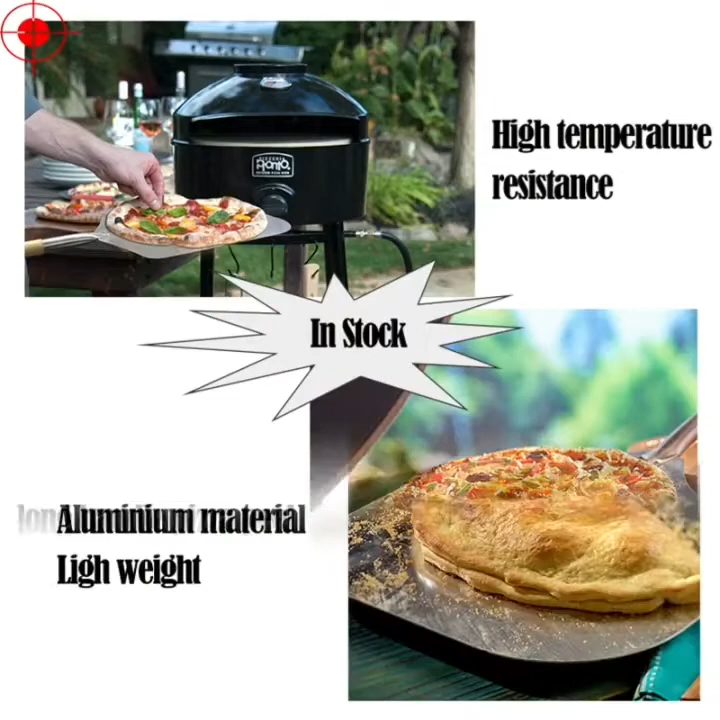 High temperature
resistance
In Stock
Aluminium material
Ligh weight